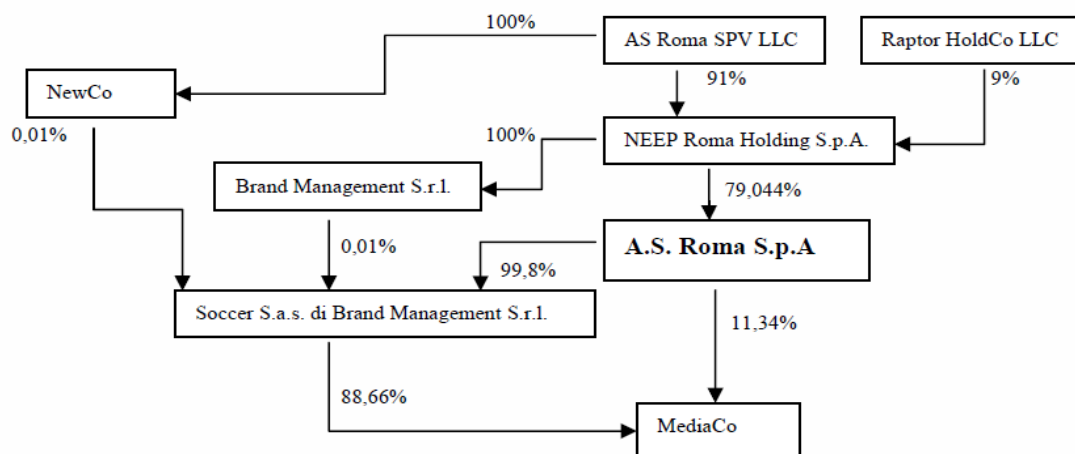 100%
AS Roma SPV LLC
Raptor HoldCo LLC
NewCo
91%
9%
0,01%
100%
NEEP Roma Holding S.p.A.
Brand Management S.r.l.
79,044%
A.S. Roma S.p.A
0,01%
99,8%
Soccer S.a.s. di Brand Management S.r.l.
11,34%
88,66%
MediaCo